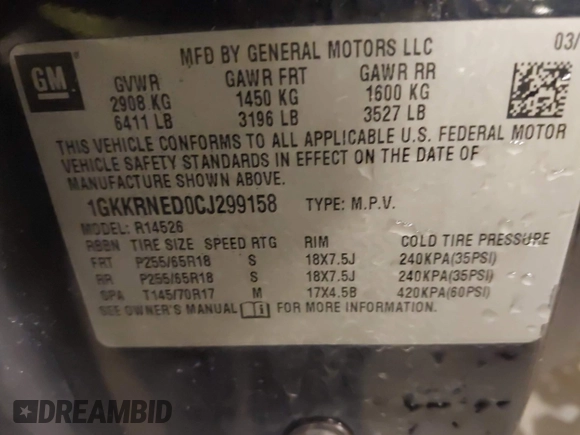 GM
MFD BY GENERAL MOTORS LLC 03/
GVWR GAWR FRT GAWR RR
2908 KG 1450 KG 1600 KG
6411 LB 3196 LB 3527 LB
THIS VEHICLE CONFORMS TO ALL APPLICABLE U.S. FEDERAL MOTOR
VEHICLE SAFETY STANDARDS IN EFFECT ON THE DATE OF
MANUFACTURE SHOWN ABOVE.
1GKKRNED0CJ299158 TYPE: M.P.V.
MODEL: R14526
TIRE SIZE SPEED RTG RIM COLD TIRE PRESSURE
FRT P255/65R18 S 18X7.5J 240KPA(35PSI)
RR P255/65R18 S 18X7.5J 240KPA(35PSI)
SPA T145/70R17 M 17X4.5B 420KPA(60PSI)
SEE OWNER'S MANUAL FOR MORE INFORMATION.
DREAMBID